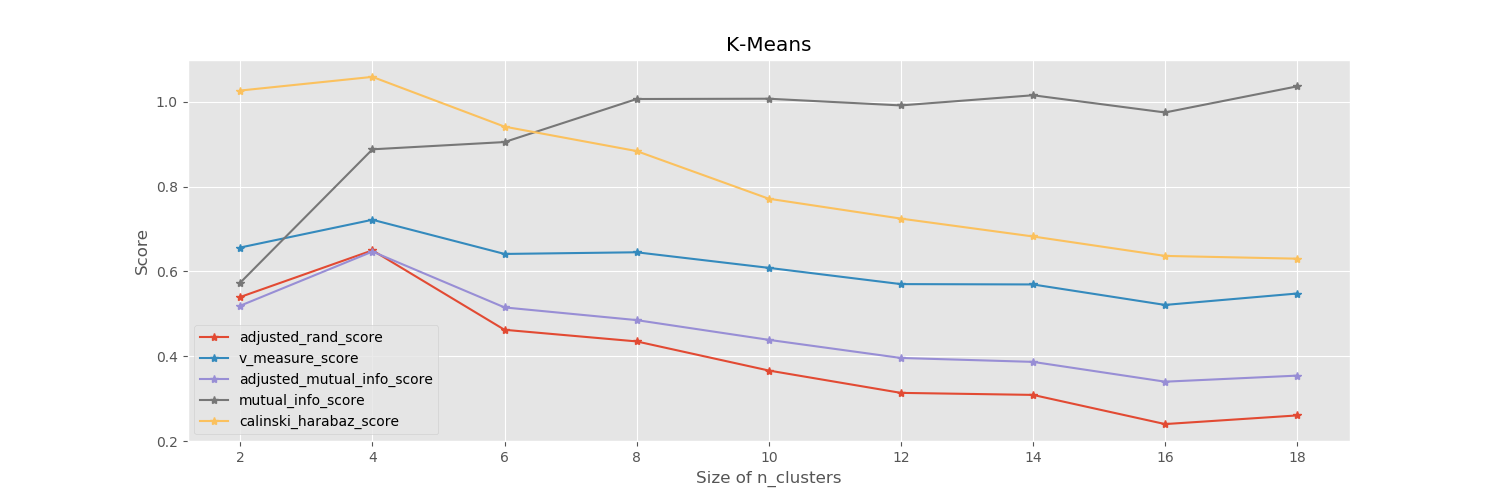 K-Means
1.0
0.8
0.6
0.4
0.2
Score
adjusted_rand_score
v_measure_score
adjusted_mutual_info_score
mutual_info_score
calinski_harabaz_score
2 4 6 8 10 12 14 16 18
Size of n_clusters